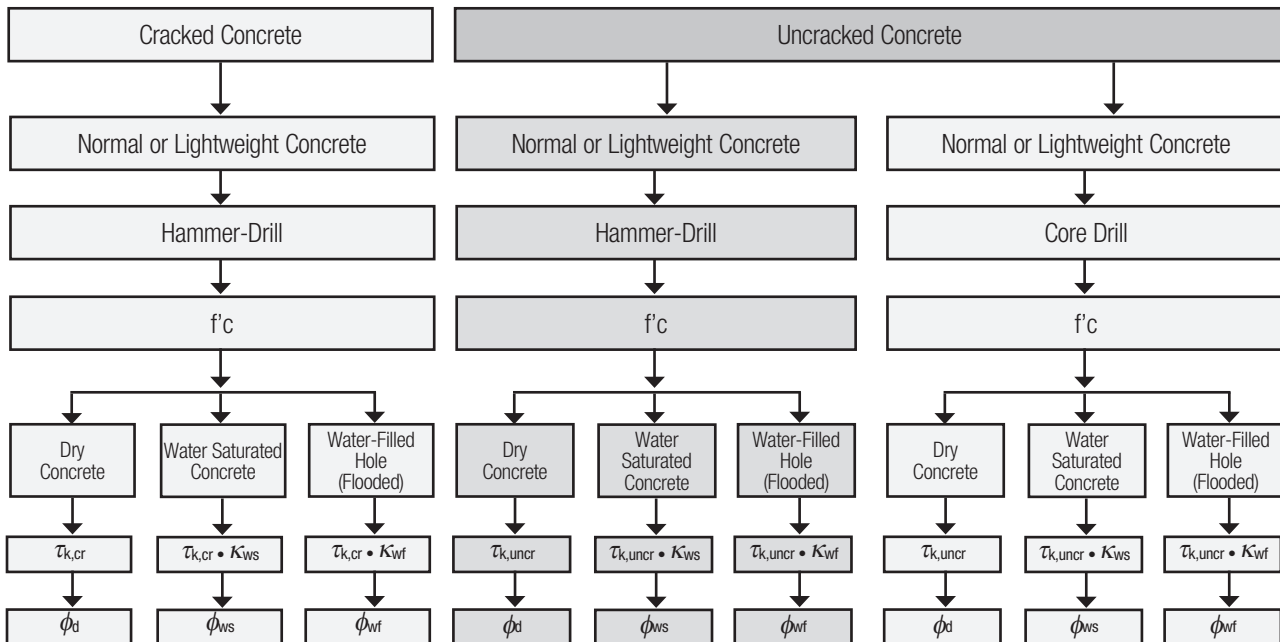 Cracked Concrete
Uncracked Concrete
Normal or Lightweight Concrete
Normal or Lightweight Concrete
Normal or Lightweight Concrete
Hammer-Drill
Hammer-Drill
Core Drill
f'c
f'c
f'c
Dry
Concrete
Water Saturated
Concrete
Water-Filled
Hole
(Flooded)
Dry
Concrete
Water
Saturated
Concrete
Water-Filled
Hole
(Flooded)
Dry
Concrete
Water
Saturated
Concrete
Water-Filled
Hole
(Flooded)
τk,cr
τk,cr • κws
τk,cr • κwf
τk,uncr
τk,uncr • κws
τk,uncr • κwf
τk,uncr
τk,uncr • κws
τk,uncr • κwf
ϕd
ϕws
ϕwf
ϕd
ϕws
ϕwf
ϕd
ϕws
ϕwf